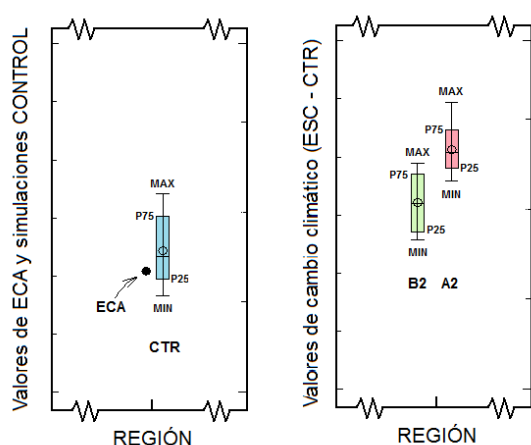 Valores de ECA y simulaciones CONTROL
MAX
P75
P25
ECA
MIN
CTR
REGIÓN
Valores de cambio climático (ESC - CTR)
MAX
P75
MAX
P75
P25
MIN
P25
MIN
B2 A2
REGIÓN